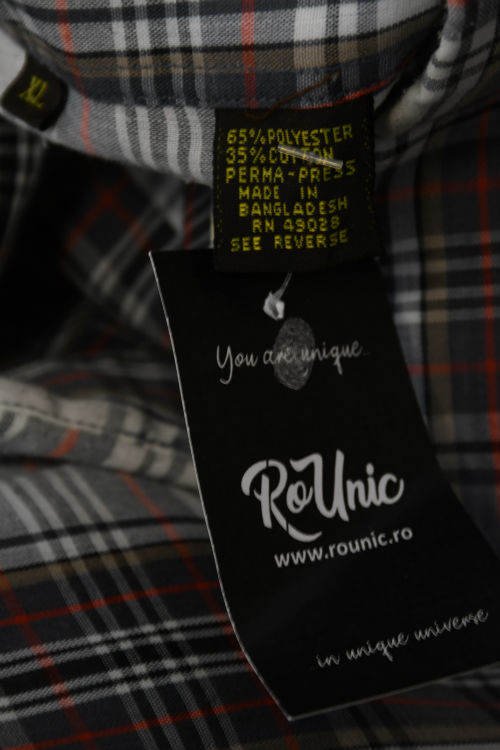 XL
65% POLYESTER
35% COTTON
PERMA-PRESS
MADE IN
BANGLADESH
RN 49028
SEE REVERSE
You are unique...
RoUnic
www.rounic.ro
in unique universe